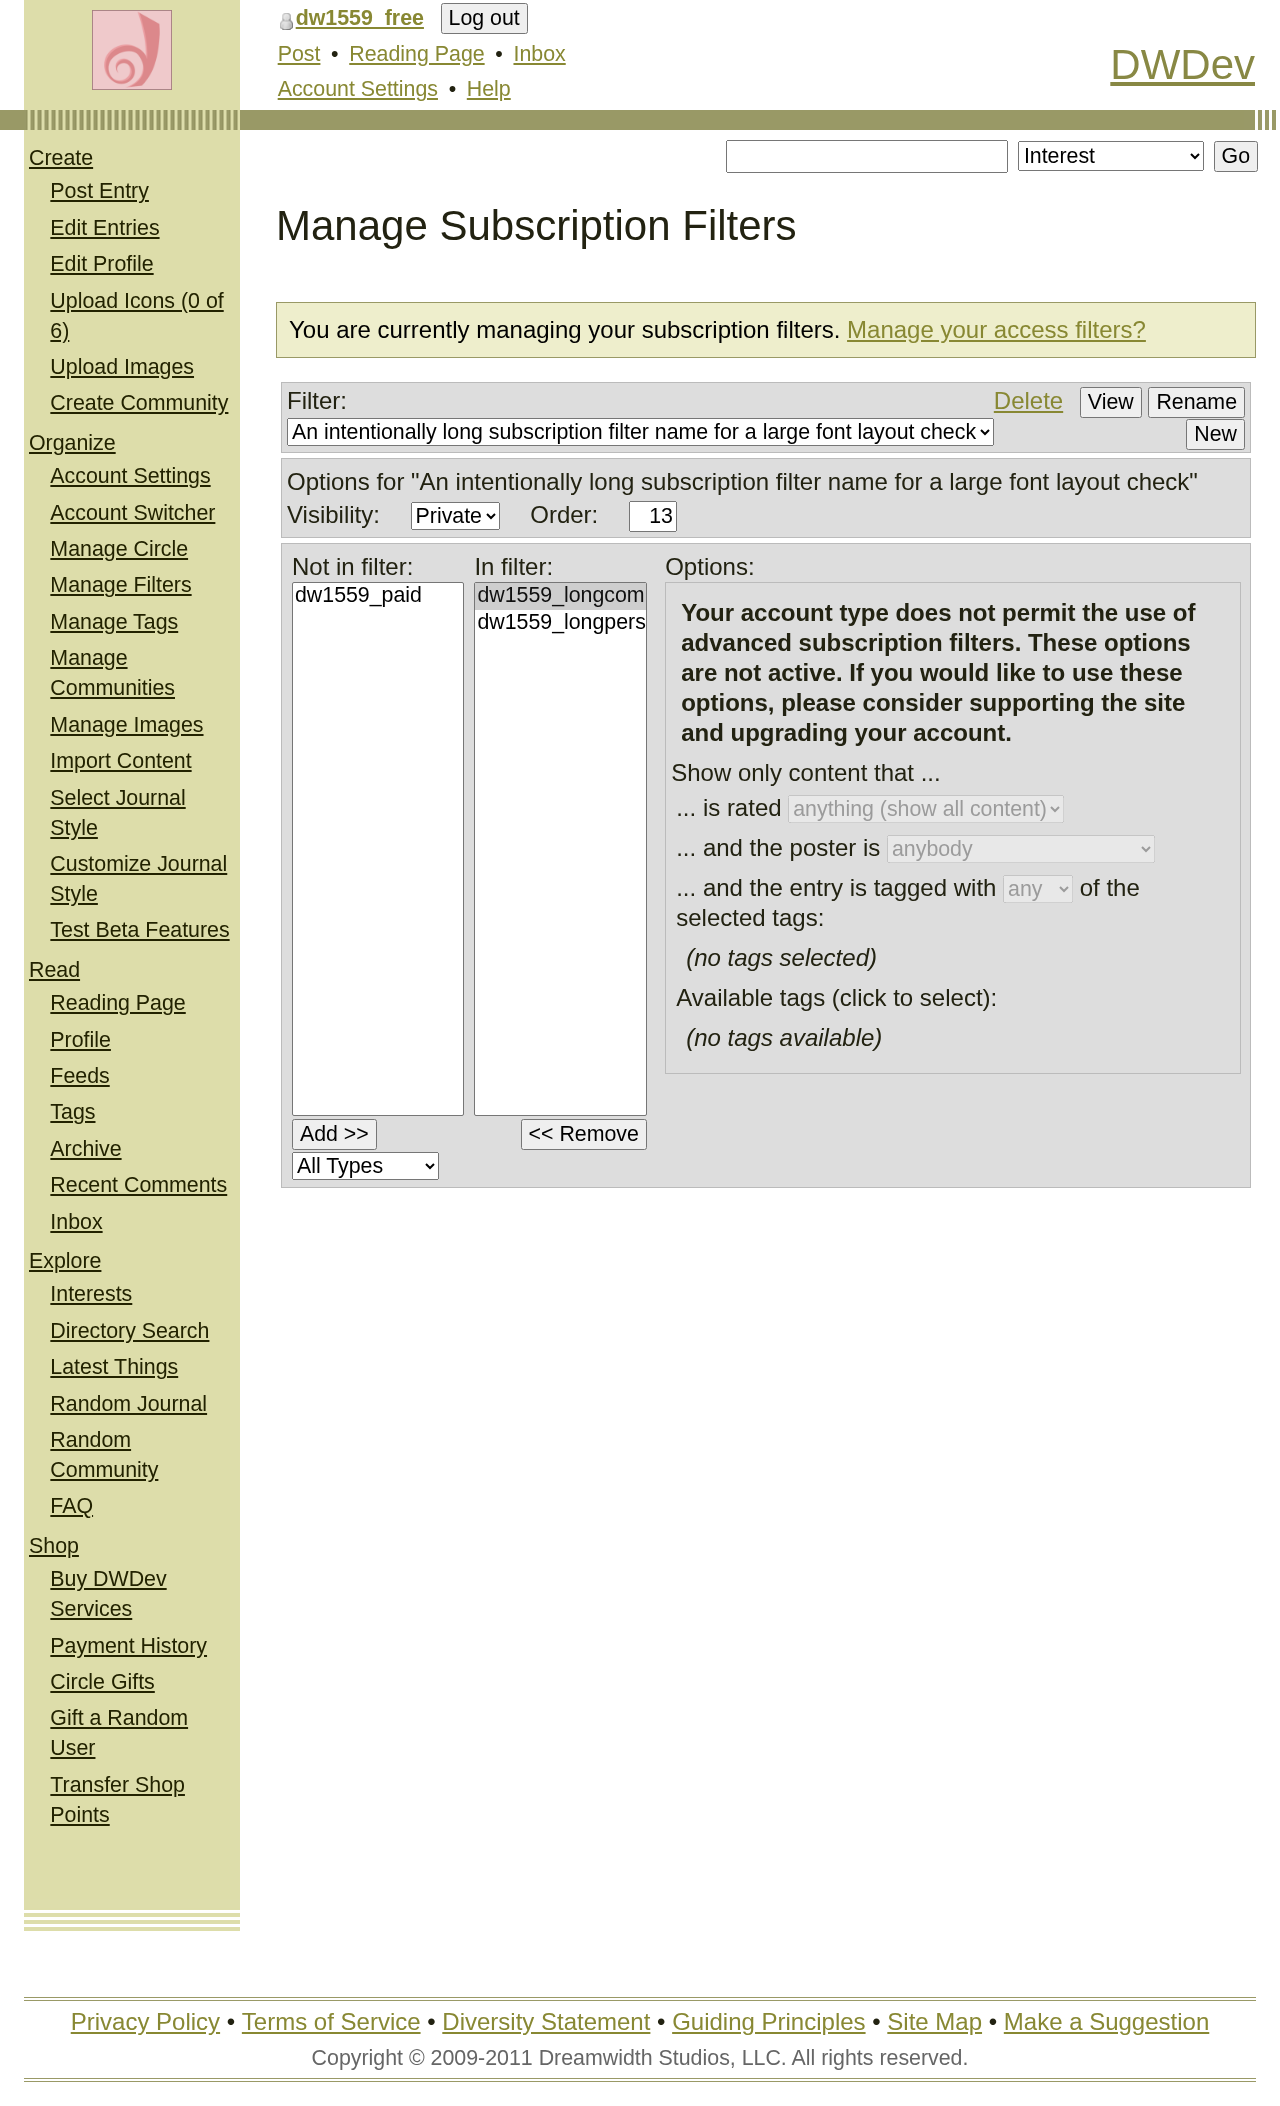 dw1559_free Log out
Post • Reading Page • Inbox
Account Settings • Help
DWDev
Interest Go
Create
Post Entry
Edit Entries
Edit Profile
Upload Icons (0 of
6)
Upload Images
Create Community
Organize
Account Settings
Account Switcher
Manage Circle
Manage Filters
Manage Tags
Manage
Communities
Manage Images
Import Content
Select Journal
Style
Customize Journal
Style
Test Beta Features
Read
Reading Page
Profile
Feeds
Tags
Archive
Recent Comments
Inbox
Explore
Interests
Directory Search
Latest Things
Random Journal
Random
Community
FAQ
Shop
Buy DWDev
Services
Payment History
Circle Gifts
Gift a Random
User
Transfer Shop
Points
Manage Subscription Filters
You are currently managing your subscription filters. Manage your access filters?
Filter:
An intentionally long subscription filter name for a large font layout check
Delete View Rename
New
Options for "An intentionally long subscription filter name for a large font layout check"
Visibility: Private Order: 13
Not in filter:
dw1559_paid
Add >>
All Types
In filter:
dw1559_longcom
dw1559_longpers
<< Remove
Options:
Your account type does not permit the use of
advanced subscription filters. These options
are not active. If you would like to use these
options, please consider supporting the site
and upgrading your account.
Show only content that ...
... is rated anything (show all content)
... and the poster is anybody
... and the entry is tagged with any of the
selected tags:
(no tags selected)
Available tags (click to select):
(no tags available)
Privacy Policy • Terms of Service • Diversity Statement • Guiding Principles • Site Map • Make a Suggestion
Copyright © 2009-2011 Dreamwidth Studios, LLC. All rights reserved.